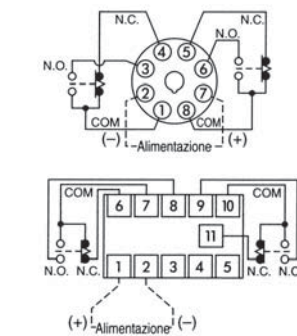 N.C. N.C.
4 5
N.O. 3 6 N.O.
2 7
1 8
COM COM
(−) Alimentazione (+)
COM COM
6 7 8 9 10
11
N.O. N.C. N.C. N.O.
1 2 3 4 5
(+) Alimentazione (−)